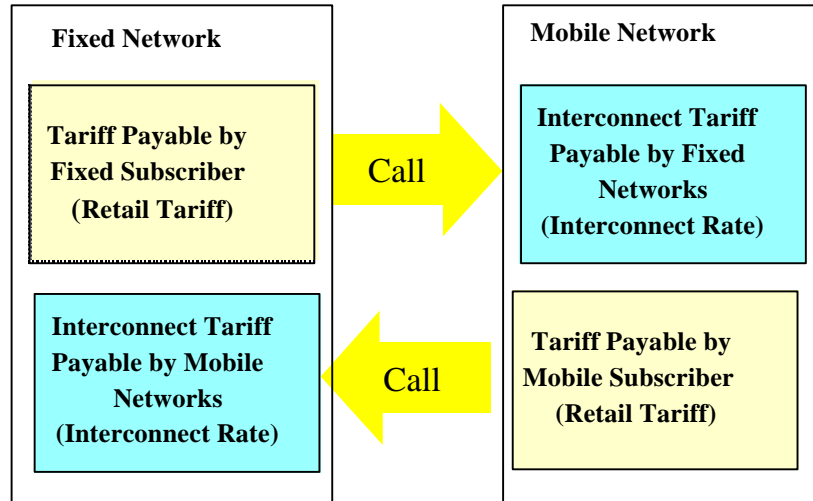 Fixed Network
Tariff Payable by
Fixed Subscriber
(Retail Tariff)
Call
Mobile Network
Interconnect Tariff
Payable by Fixed
Networks
(Interconnect Rate)
Interconnect Tariff
Payable by Mobile
Networks
(Interconnect Rate)
Call
Tariff Payable by
Mobile Subscriber
(Retail Tariff)